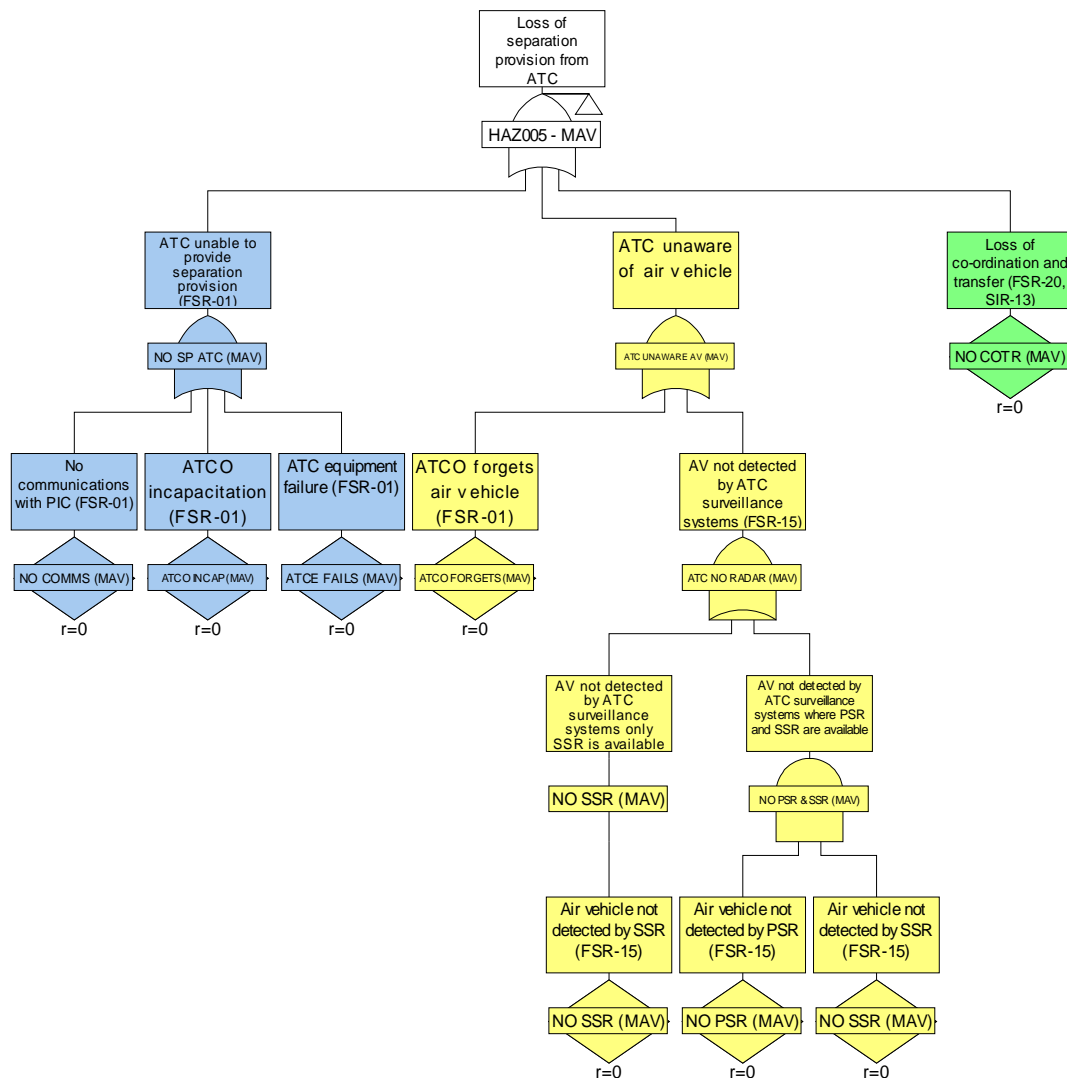 Loss of
separation
provision from
ATC
HAZ005 - MAV
ATC unable to
provide
separation
provision
(FSR-01)
NO SP ATC (MAV)
ATC unaware
of air vehicle
ATC UNAWARE AV (MAV)
Loss of
co-ordination and
transfer (FSR-20,
SIR-13)
NO COTR (MAV)
r=0
No
communications
with PIC (FSR-01)
NO COMMS (MAV)
r=0
ATCO
incapacitation
(FSR-01)
ATCO INCAP (MAV)
r=0
ATC equipment
failure (FSR-01)
ATCE FAILS (MAV)
r=0
ATCO forgets
air vehicle
(FSR-01)
ATCO FORGETS (MAV)
r=0
AV not detected
by ATC
surveillance
systems (FSR-15)
ATC NO RADAR (MAV)
AV not detected
by ATC
surveillance
systems only
SSR is available
NO SSR (MAV)
AV not detected by
ATC surveillance
systems where PSR
and SSR are available
NO PSR & SSR (MAV)
Air vehicle not
detected by SSR
(FSR-15)
NO SSR (MAV)
r=0
Air vehicle not
detected by PSR
(FSR-15)
NO PSR (MAV)
r=0
Air vehicle not
detected by SSR
(FSR-15)
NO SSR (MAV)
r=0